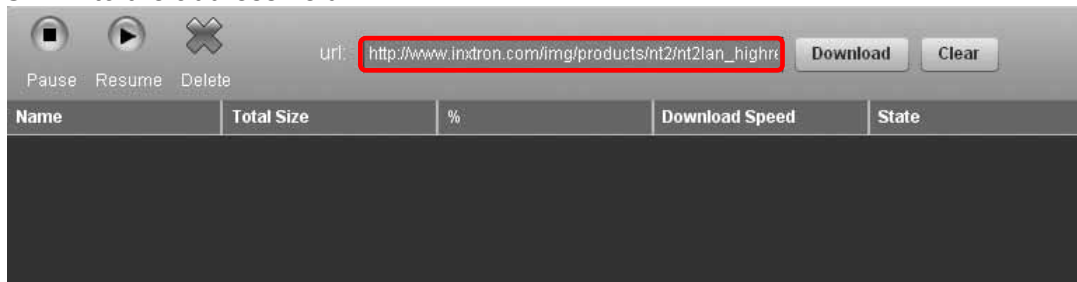 url: http://www.inxtron.com/img/products/nt2/nt2lan_highre Download Clear
Pause Resume Delete
Name Total Size % Download Speed State